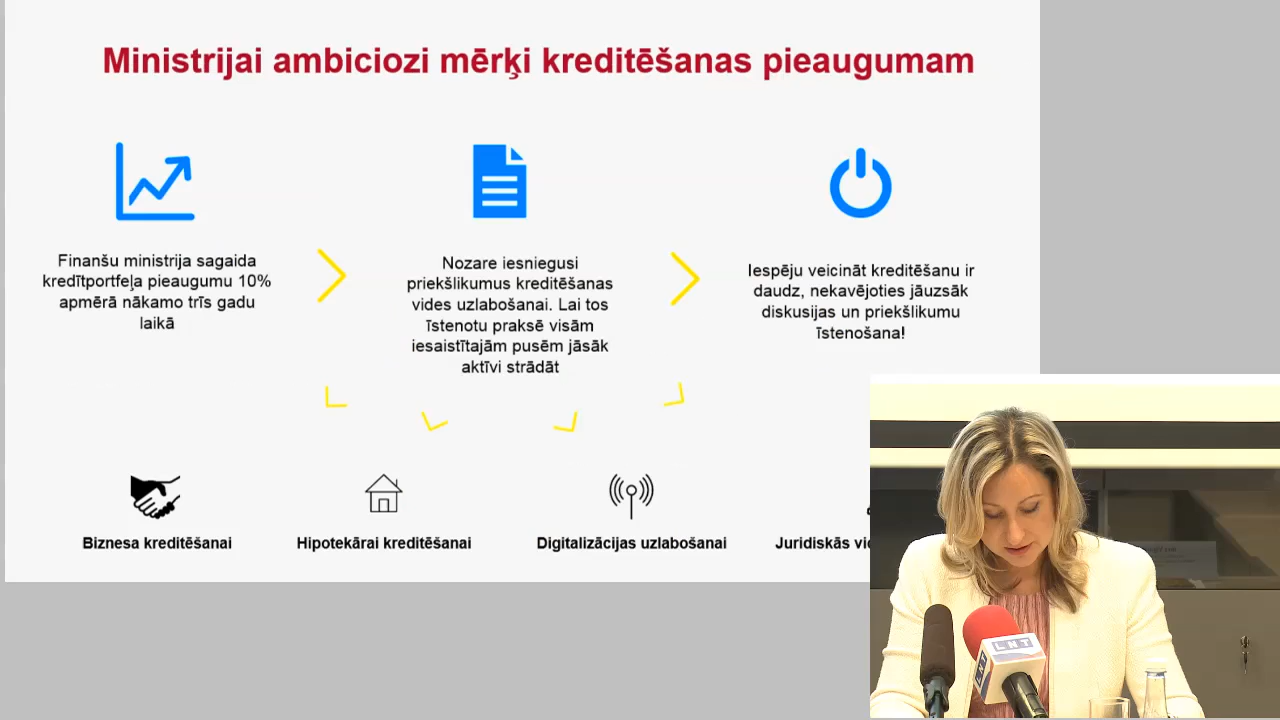 Ministrijai ambiciozi mērķi kreditēšanas pieaugumam
Finanšu ministrija sagaida
kredītportfeļa pieaugumu 10%
apmērā nākamo trīs gadu
laikā
Nozare iesniegusi
priekšlikumus kreditēšanas
vides uzlabošanai. Lai tos
īstenotu praksē visām
iesaistītajām pusēm jāsāk
aktīvi strādāt
Iespēju veicināt kreditēšanu ir
daudz, nekavējoties jāuzsāk
diskusijas un priekšlikumu
īstenošana!
Biznesa kreditēšanai
Hipotekārai kreditēšanai
Digitalizācijas uzlabošanai
Juridiskās
LNT
LNT